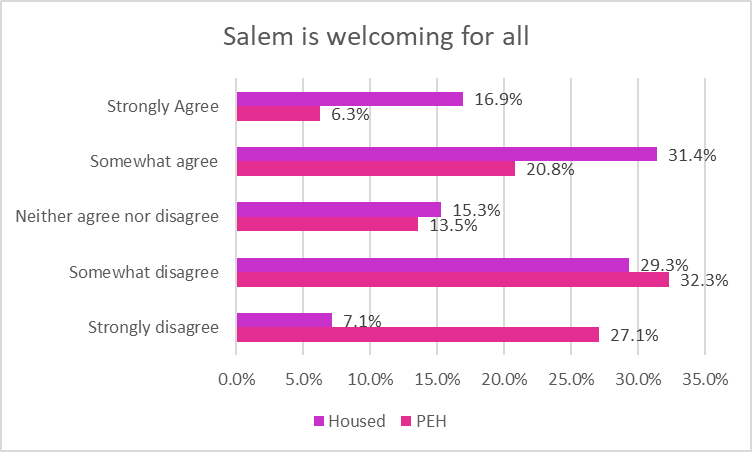 Salem is welcoming for all
Strongly Agree
16.9%
6.3%
Somewhat agree
31.4%
20.8%
Neither agree nor disagree
15.3%
13.5%
Somewhat disagree
29.3%
32.3%
Strongly disagree
7.1%
27.1%
0.0% 5.0% 10.0% 15.0% 20.0% 25.0% 30.0% 35.0%
Housed PEH